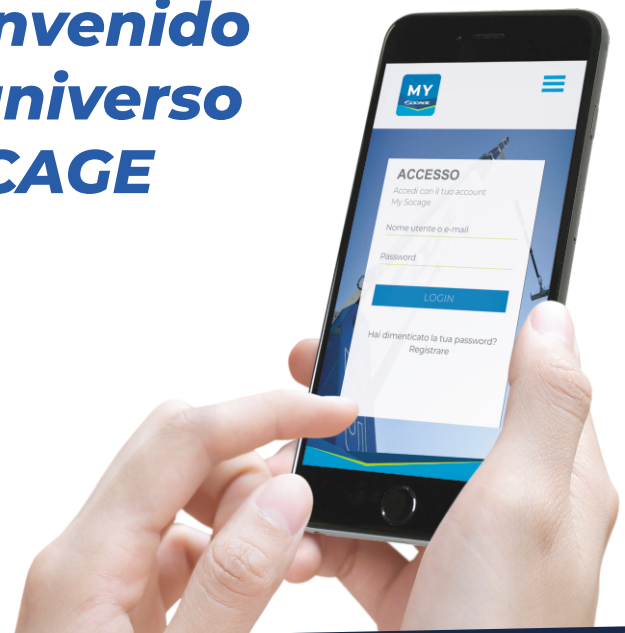 nvenido
universo
CAGE
MY
SOCAGE
ACCESSO
Accedi con il tuo account
My Socage
Nome utente o e-mail
Password
LOGIN
Hai dimenticato la tua password?
Registrare